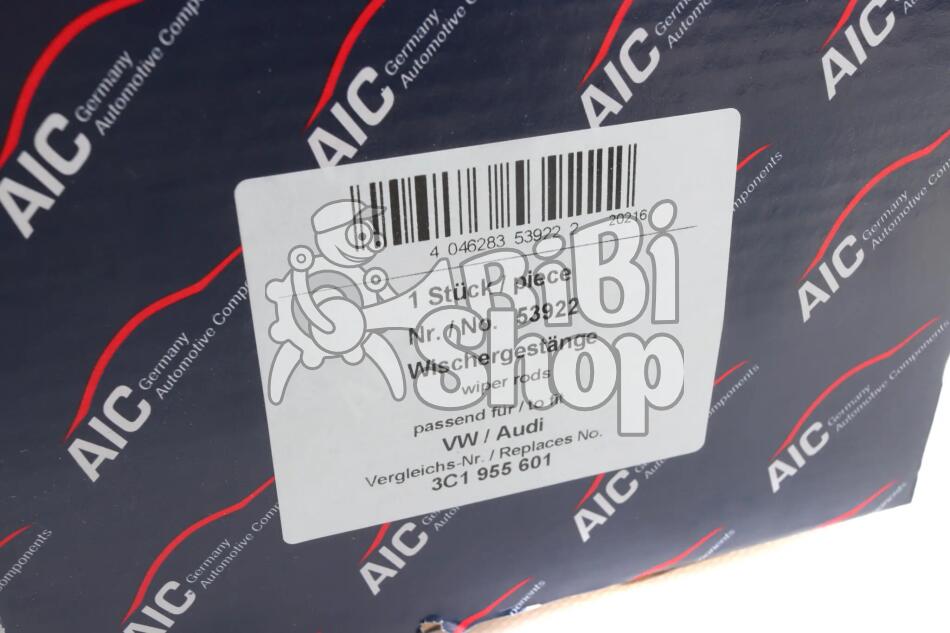 AIC Germany Automotive Components
4 046283 53922 2
20216
1 Stück / piece
Nr. / No. 53922
Wischergestänge
wiper rods
passend für / to fit
VW / Audi
Vergleichs-Nr. / Replaces No.
3C1 955 601
BiBi
Shop